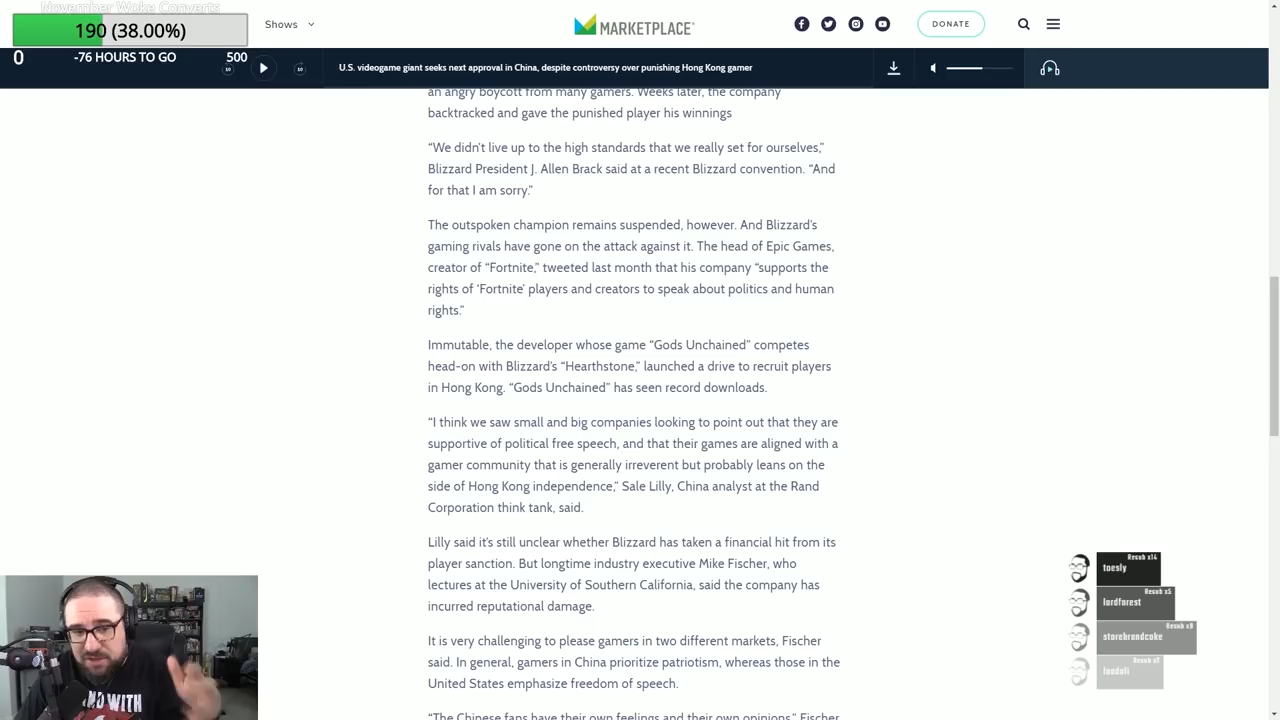 November Woke Converts
190 (38.00%)
0
-76 HOURS TO GO
500
Shows
MARKETPLACE
DONATE
10
10
U.S. videogame giant seeks next approval in China, despite controversy over punishing Hong Kong gamer
an angry boycott from many gamers. Weeks later, the company
backtracked and gave the punished player his winnings
“We didn’t live up to the high standards that we really set for ourselves,”
Blizzard President J. Allen Brack said at a recent Blizzard convention. “And
for that I am sorry.”
The outspoken champion remains suspended, however. And Blizzard’s
gaming rivals have gone on the attack against it. The head of Epic Games,
creator of “Fortnite,” tweeted last month that his company “supports the
rights of ‘Fortnite’ players and creators to speak about politics and human
rights.”
Immutable, the developer whose game “Gods Unchained” competes
head-on with Blizzard’s “Hearthstone,” launched a drive to recruit players
in Hong Kong. “Gods Unchained” has seen record downloads.
“I think we saw small and big companies looking to point out that they are
supportive of political free speech, and that their games are aligned with a
gamer community that is generally irreverent but probably leans on the
side of Hong Kong independence,” Sale Lilly, China analyst at the Rand
Corporation think tank, said.
Lilly said it’s still unclear whether Blizzard has taken a financial hit from its
player sanction. But longtime industry executive Mike Fischer, who
lectures at the University of Southern California, said the company has
incurred reputational damage.
It is very challenging to please gamers in two different markets, Fischer
said. In general, gamers in China prioritize patriotism, whereas those in the
United States emphasize freedom of speech.
“The Chinese fans have their own feelings and their own opinions,” Fischer
Resub x14
toesly
Resub x5
lordforest
Resub x9
storebrandcoke
ND WITH